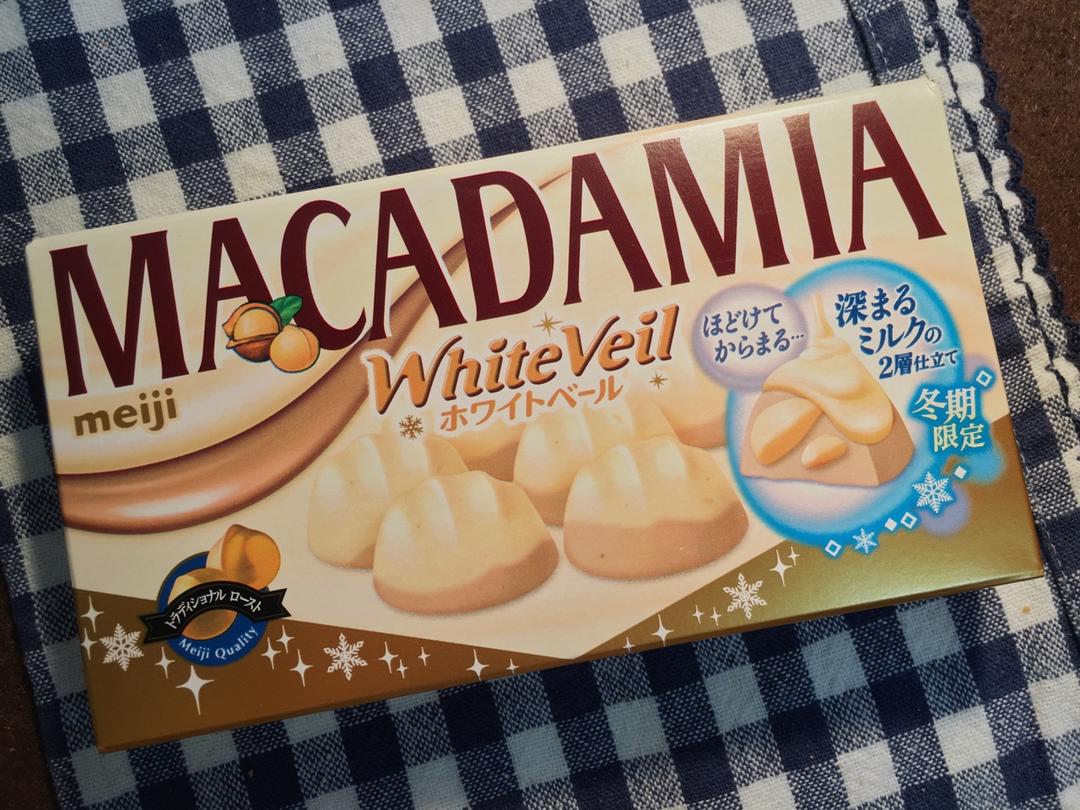 MACADAMIA
meiji
White Veil
ホワイトベール
ほどけて
からまる…
深まる
ミルクの
2層仕立て
冬期
限定
トラディショナル ロースト
Meiji Quality